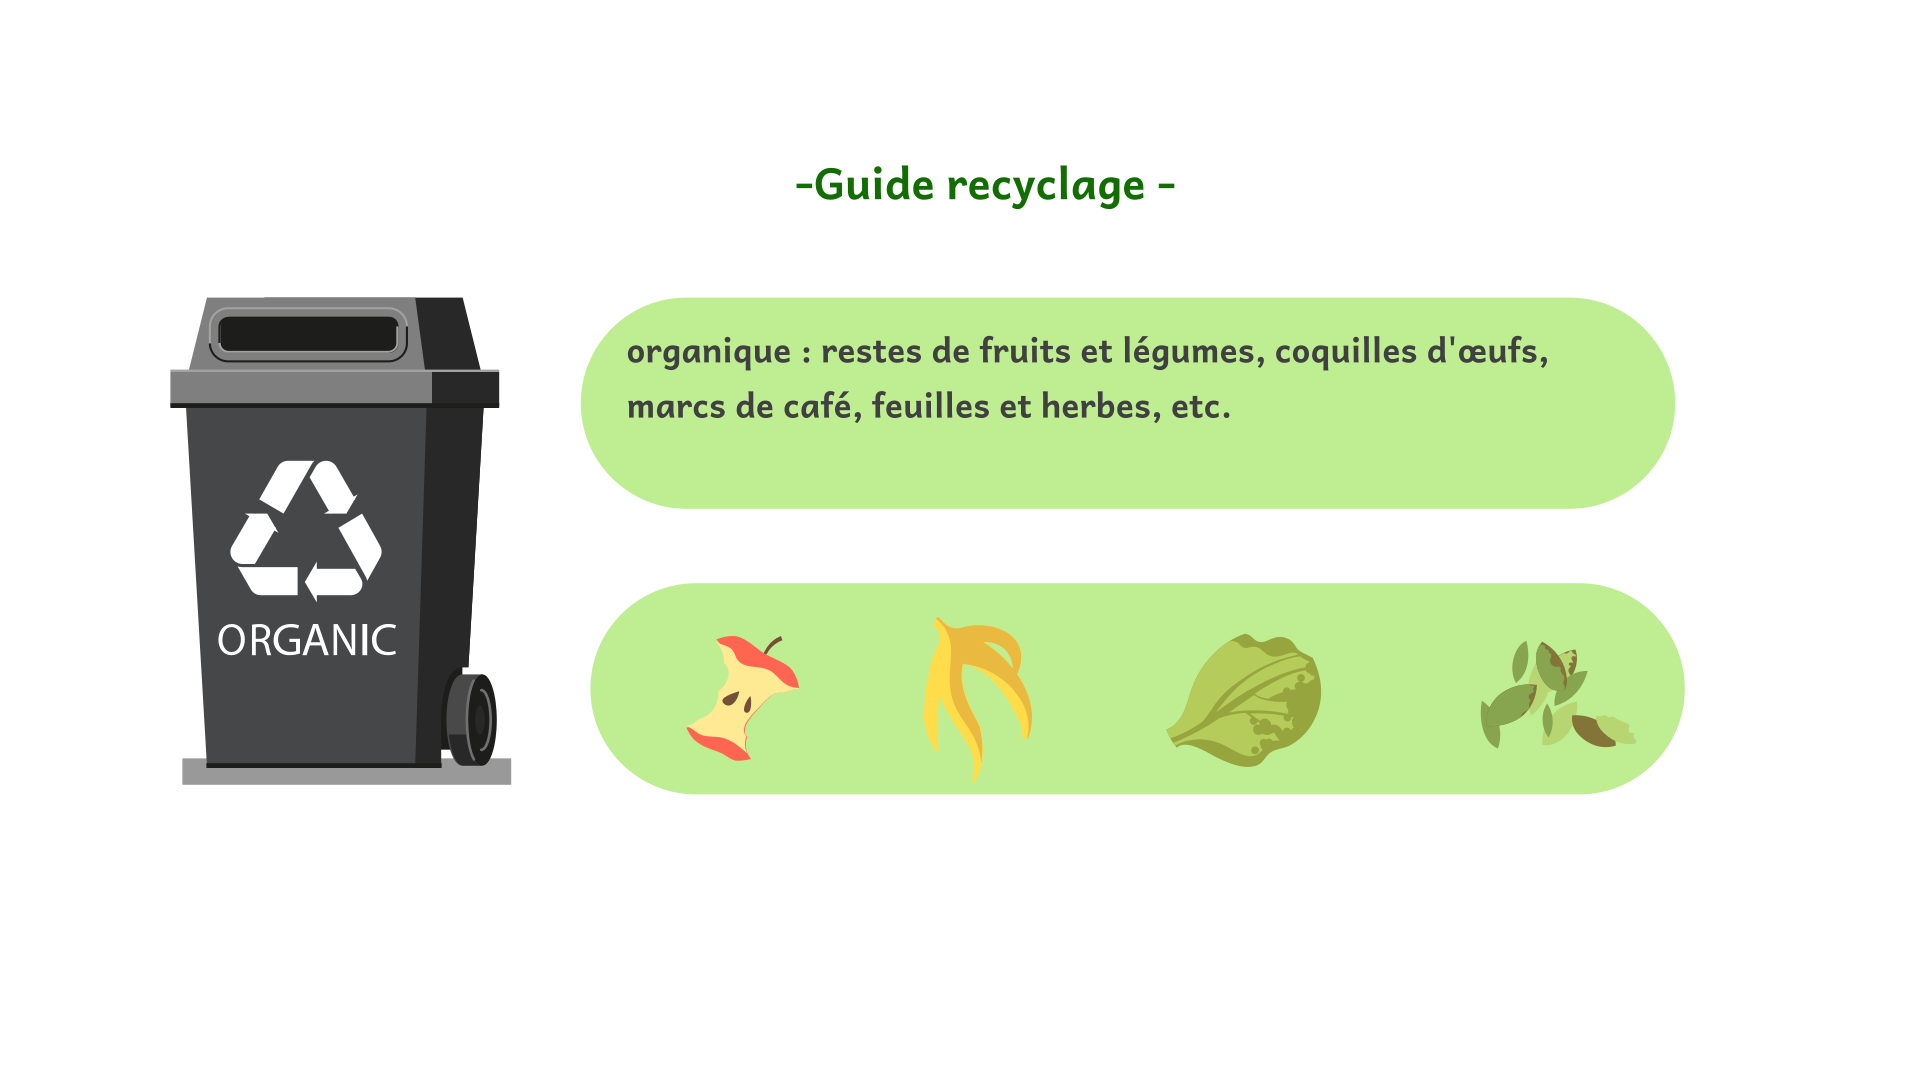 -Guide recyclage -
organique : restes de fruits et légumes, coquilles d'œufs,
marcs de café, feuilles et herbes, etc.
ORGANIC